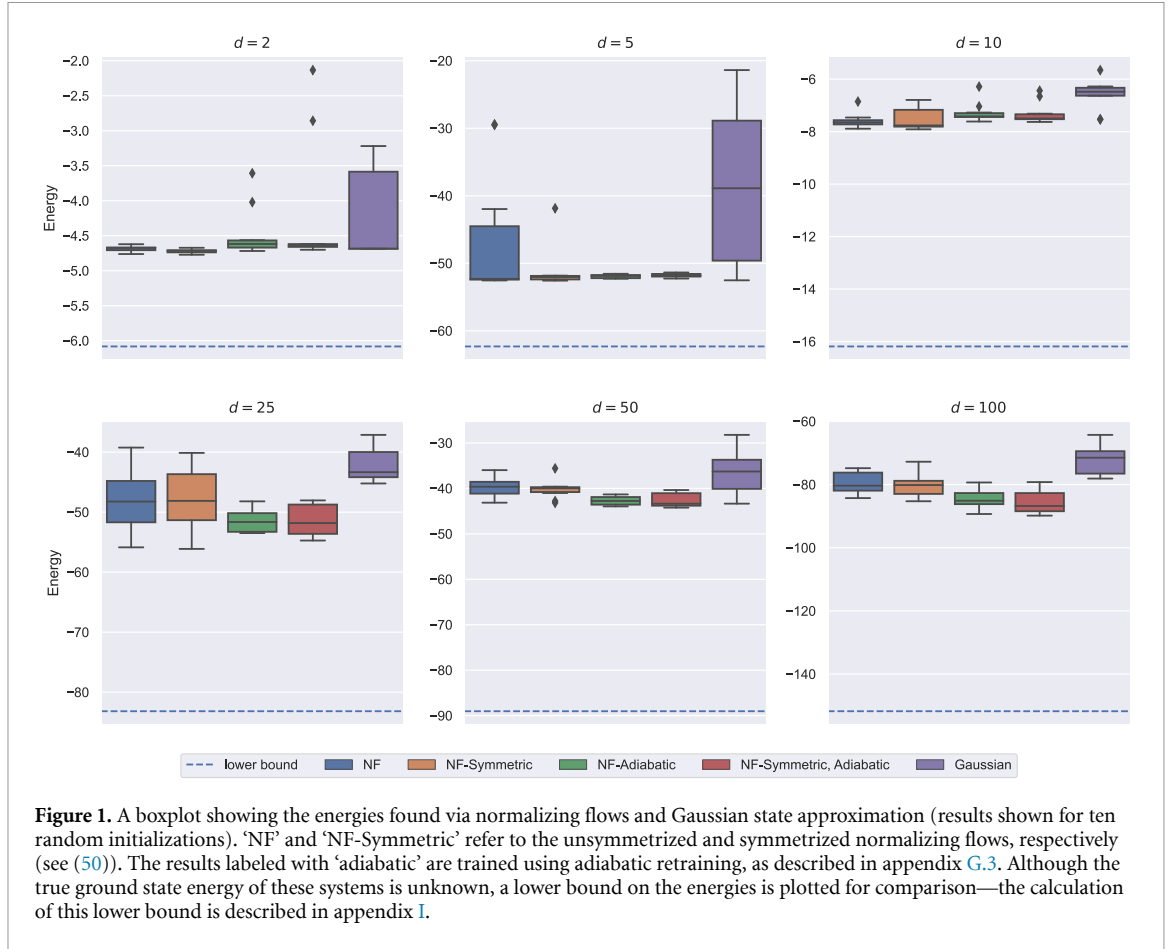 d = 2
d = 5
d = 10
−2.0
−2.5
−3.0
−3.5
−4.0
−4.5
−5.0
−5.5
−6.0
Energy
−20
−30
−40
−50
−60
−6
−8
−10
−12
−14
−16
d = 25
d = 50
d = 100
−40
−50
−60
−70
−80
Energy
−30
−40
−50
−60
−70
−80
−90
−60
−80
−100
−120
−140
lower bound NF NF-Symmetric NF-Adiabatic NF-Symmetric, Adiabatic Gaussian
Figure 1. A boxplot showing the energies found via normalizing flows and Gaussian state approximation (results shown for ten
random initializations). ‘NF’ and ‘NF-Symmetric’ refer to the unsymmetrized and symmetrized normalizing flows, respectively
(see (50)). The results labeled with ‘adiabatic’ are trained using adiabatic retraining, as described in appendix G.3. Although the
true ground state energy of these systems is unknown, a lower bound on the energies is plotted for comparison—the calculation
of this lower bound is described in appendix I.